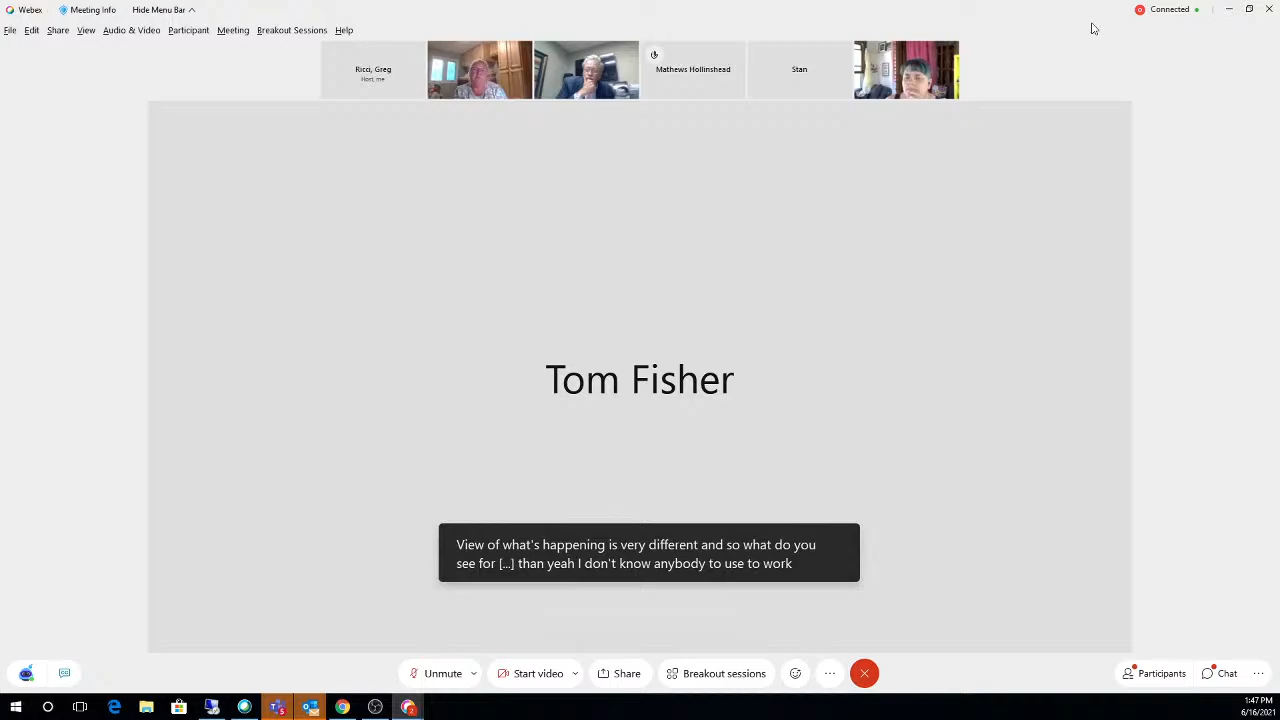 Webex Meeting Info Hide Menu Bar Connected
File Edit Share View Audio & Video Participant Meeting Breakout Sessions Help
Ricci, Greg
Host, me
Mathews Hollinshead
Stan
Tom Fisher
View of what's happening is very different and so what do you
see for [...] than yeah I don't know anybody to use to work
Unmute Start video Share Breakout sessions Participants Chat
1:47 PM
6/16/2021